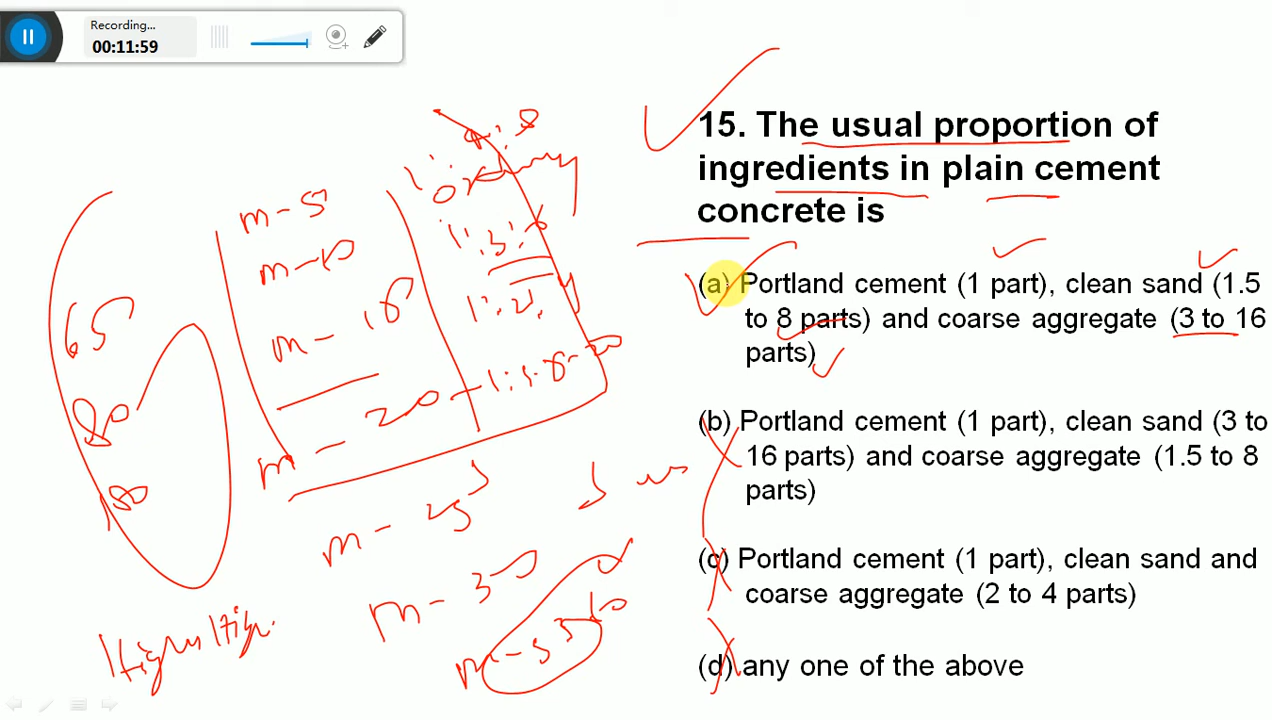 Recording...
00:11:59
15. The usual proportion of
ingredients in plain cement
concrete is
(a) Portland cement (1 part), clean sand (1.5
to 8 parts) and coarse aggregate (3 to 16
parts)
(b) Portland cement (1 part), clean sand (3 to
16 parts) and coarse aggregate (1.5 to 8
parts)
(c) Portland cement (1 part), clean sand and
coarse aggregate (2 to 4 parts)
(d) any one of the above
1:4:8
ordinary
m-5
m-10
1:3:6
m-
65
80
m-20
m-25
m-30